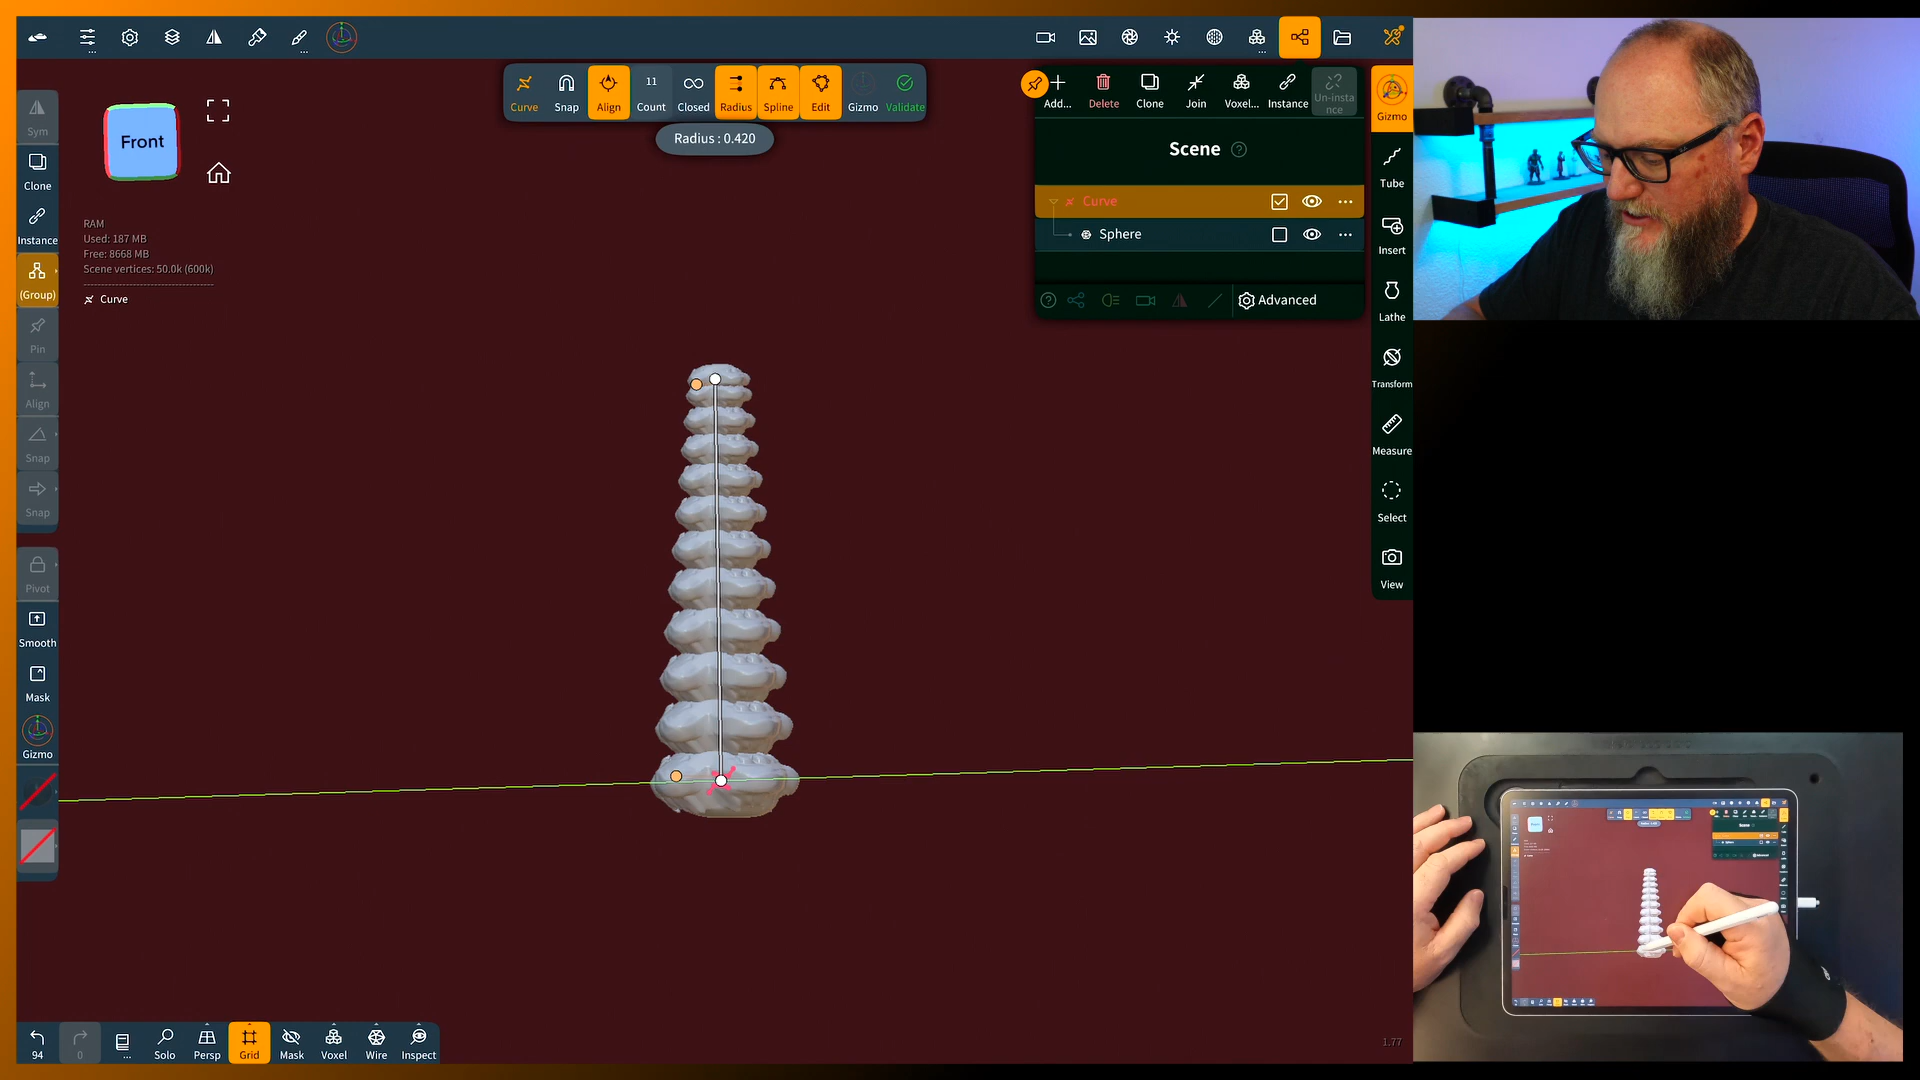 Curve
Snap
Align
11
Count
Closed
Radius
Spline
Edit
Gizmo
Validate
Radius : 0.420
Add...
Delete
Clone
Join
Voxel...
Instance
Un-insta
nce
Scene
Curve
Sphere
Advanced
Front
RAM
Used: 187 MB
Free: 8668 MB
Scene vertices: 50.0k (600k)
Curve
Sym
Clone
Instance
(Group)
Pin
Align
Snap
Snap
Pivot
Smooth
Mask
Gizmo
Gizmo
Tube
Insert
Lathe
Transform
Measure
Select
View
94
0
...
Solo
Persp
Grid
Mask
Voxel
Wire
Inspect
1.77